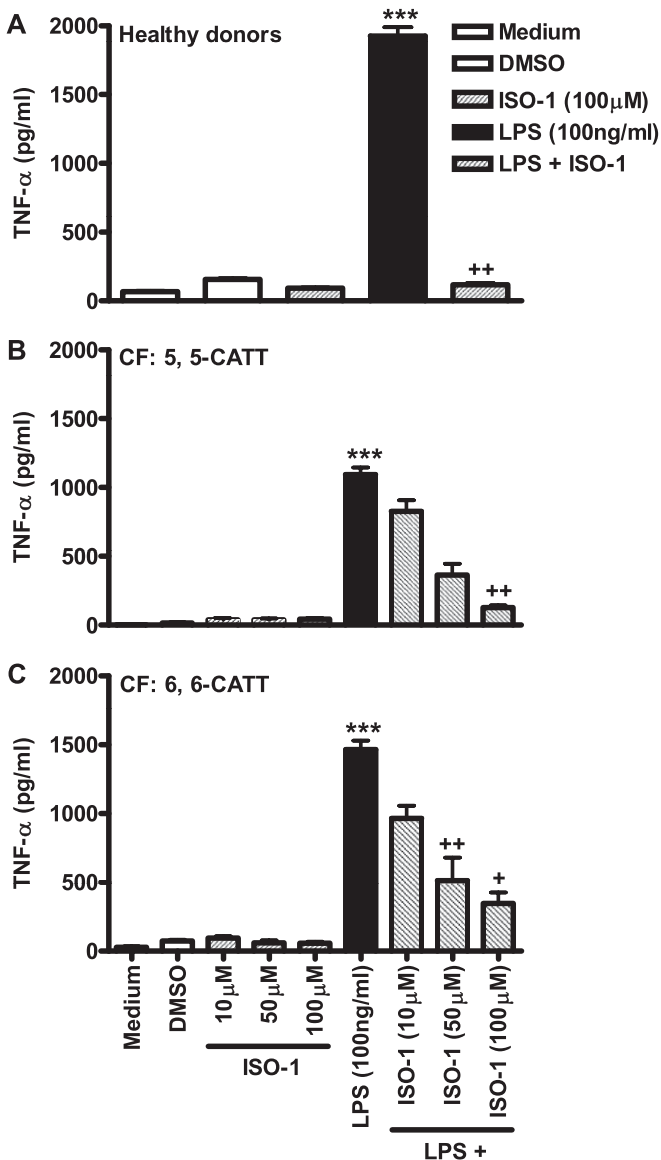 A
Healthy donors
TNF-α (pg/ml)
2000
1500
1000
500
0
***
++
Medium
DMSO
ISO-1 (100μM)
LPS (100ng/ml)
LPS + ISO-1
B
CF: 5, 5-CATT
TNF-α (pg/ml)
2000
1500
1000
500
0
***
++
C
CF: 6, 6-CATT
TNF-α (pg/ml)
2000
1500
1000
500
0
***
++
+
Medium
DMSO
10μM
50μM
100μM
LPS (100ng/ml)
ISO-1 (10μM)
ISO-1 (50μM)
ISO-1 (100μM)
ISO-1
LPS +